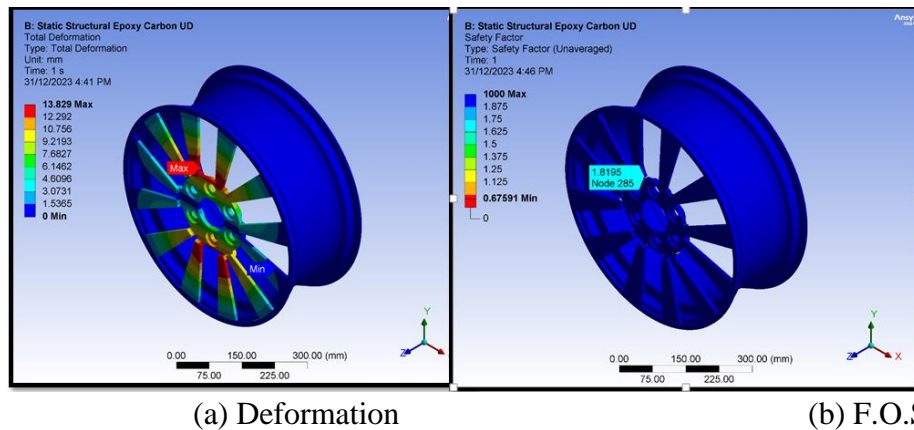 B: Static Structural Epoxy Carbon UD
Total Deformation
Type: Total Deformation
Unit: mm
Time: 1 s
31/12/2023 4:41 PM
13.829 Max
12.292
10.756
9.2193
7.6827
6.1462
4.6096
3.0731
1.5365
0 Min
Max
Min
Y
Z
0.00
150.00
300.00 (mm)
75.00
225.00
B: Static Structural Epoxy Carbon UD
Safety Factor
Type: Safety Factor (Unaveraged)
Time: 1
31/12/2023 4:46 PM
1000 Max
1.875
1.75
1.625
1.5
1.375
1.25
1.125
0.67591 Min
0
1.8195
Node 285
Ansy
Y
Z
X
0.00
150.00
300.00 (mm)
75.00
225.00
(a) Deformation
(b) F.O.S